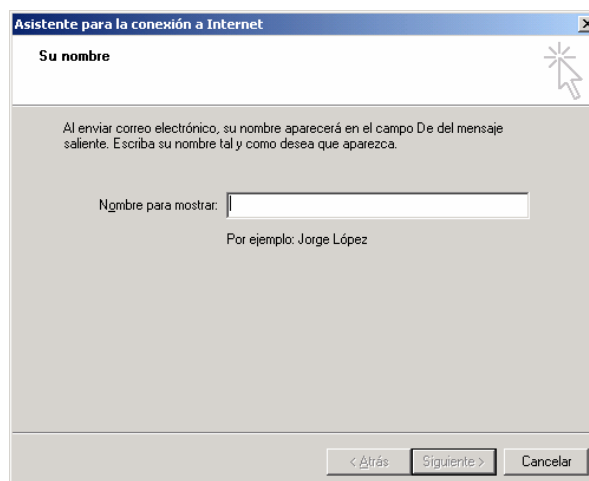 Asistente para la conexión a Internet
Su nombre
Al enviar correo electrónico, su nombre aparecerá en el campo De del mensaje
saliente. Escriba su nombre tal y como desea que aparezca.
Nombre para mostrar:
Por ejemplo: Jorge López
< Atrás Siguiente > Cancelar